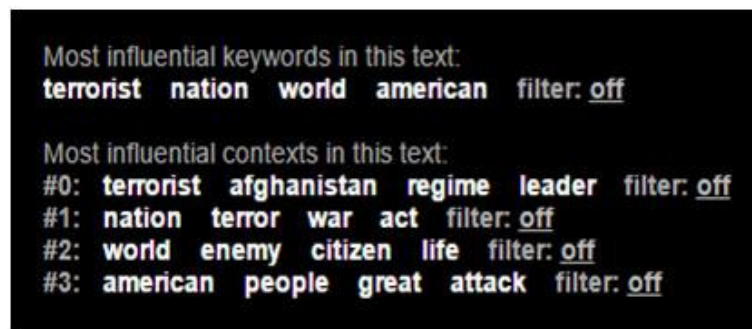 Most influential keywords in this text:
terrorist nation world american filter: off
Most influential contexts in this text:
#0: terrorist afghanistan regime leader filter: off
#1: nation terror war act filter: off
#2: world enemy citizen life filter: off
#3: american people great attack filter: off